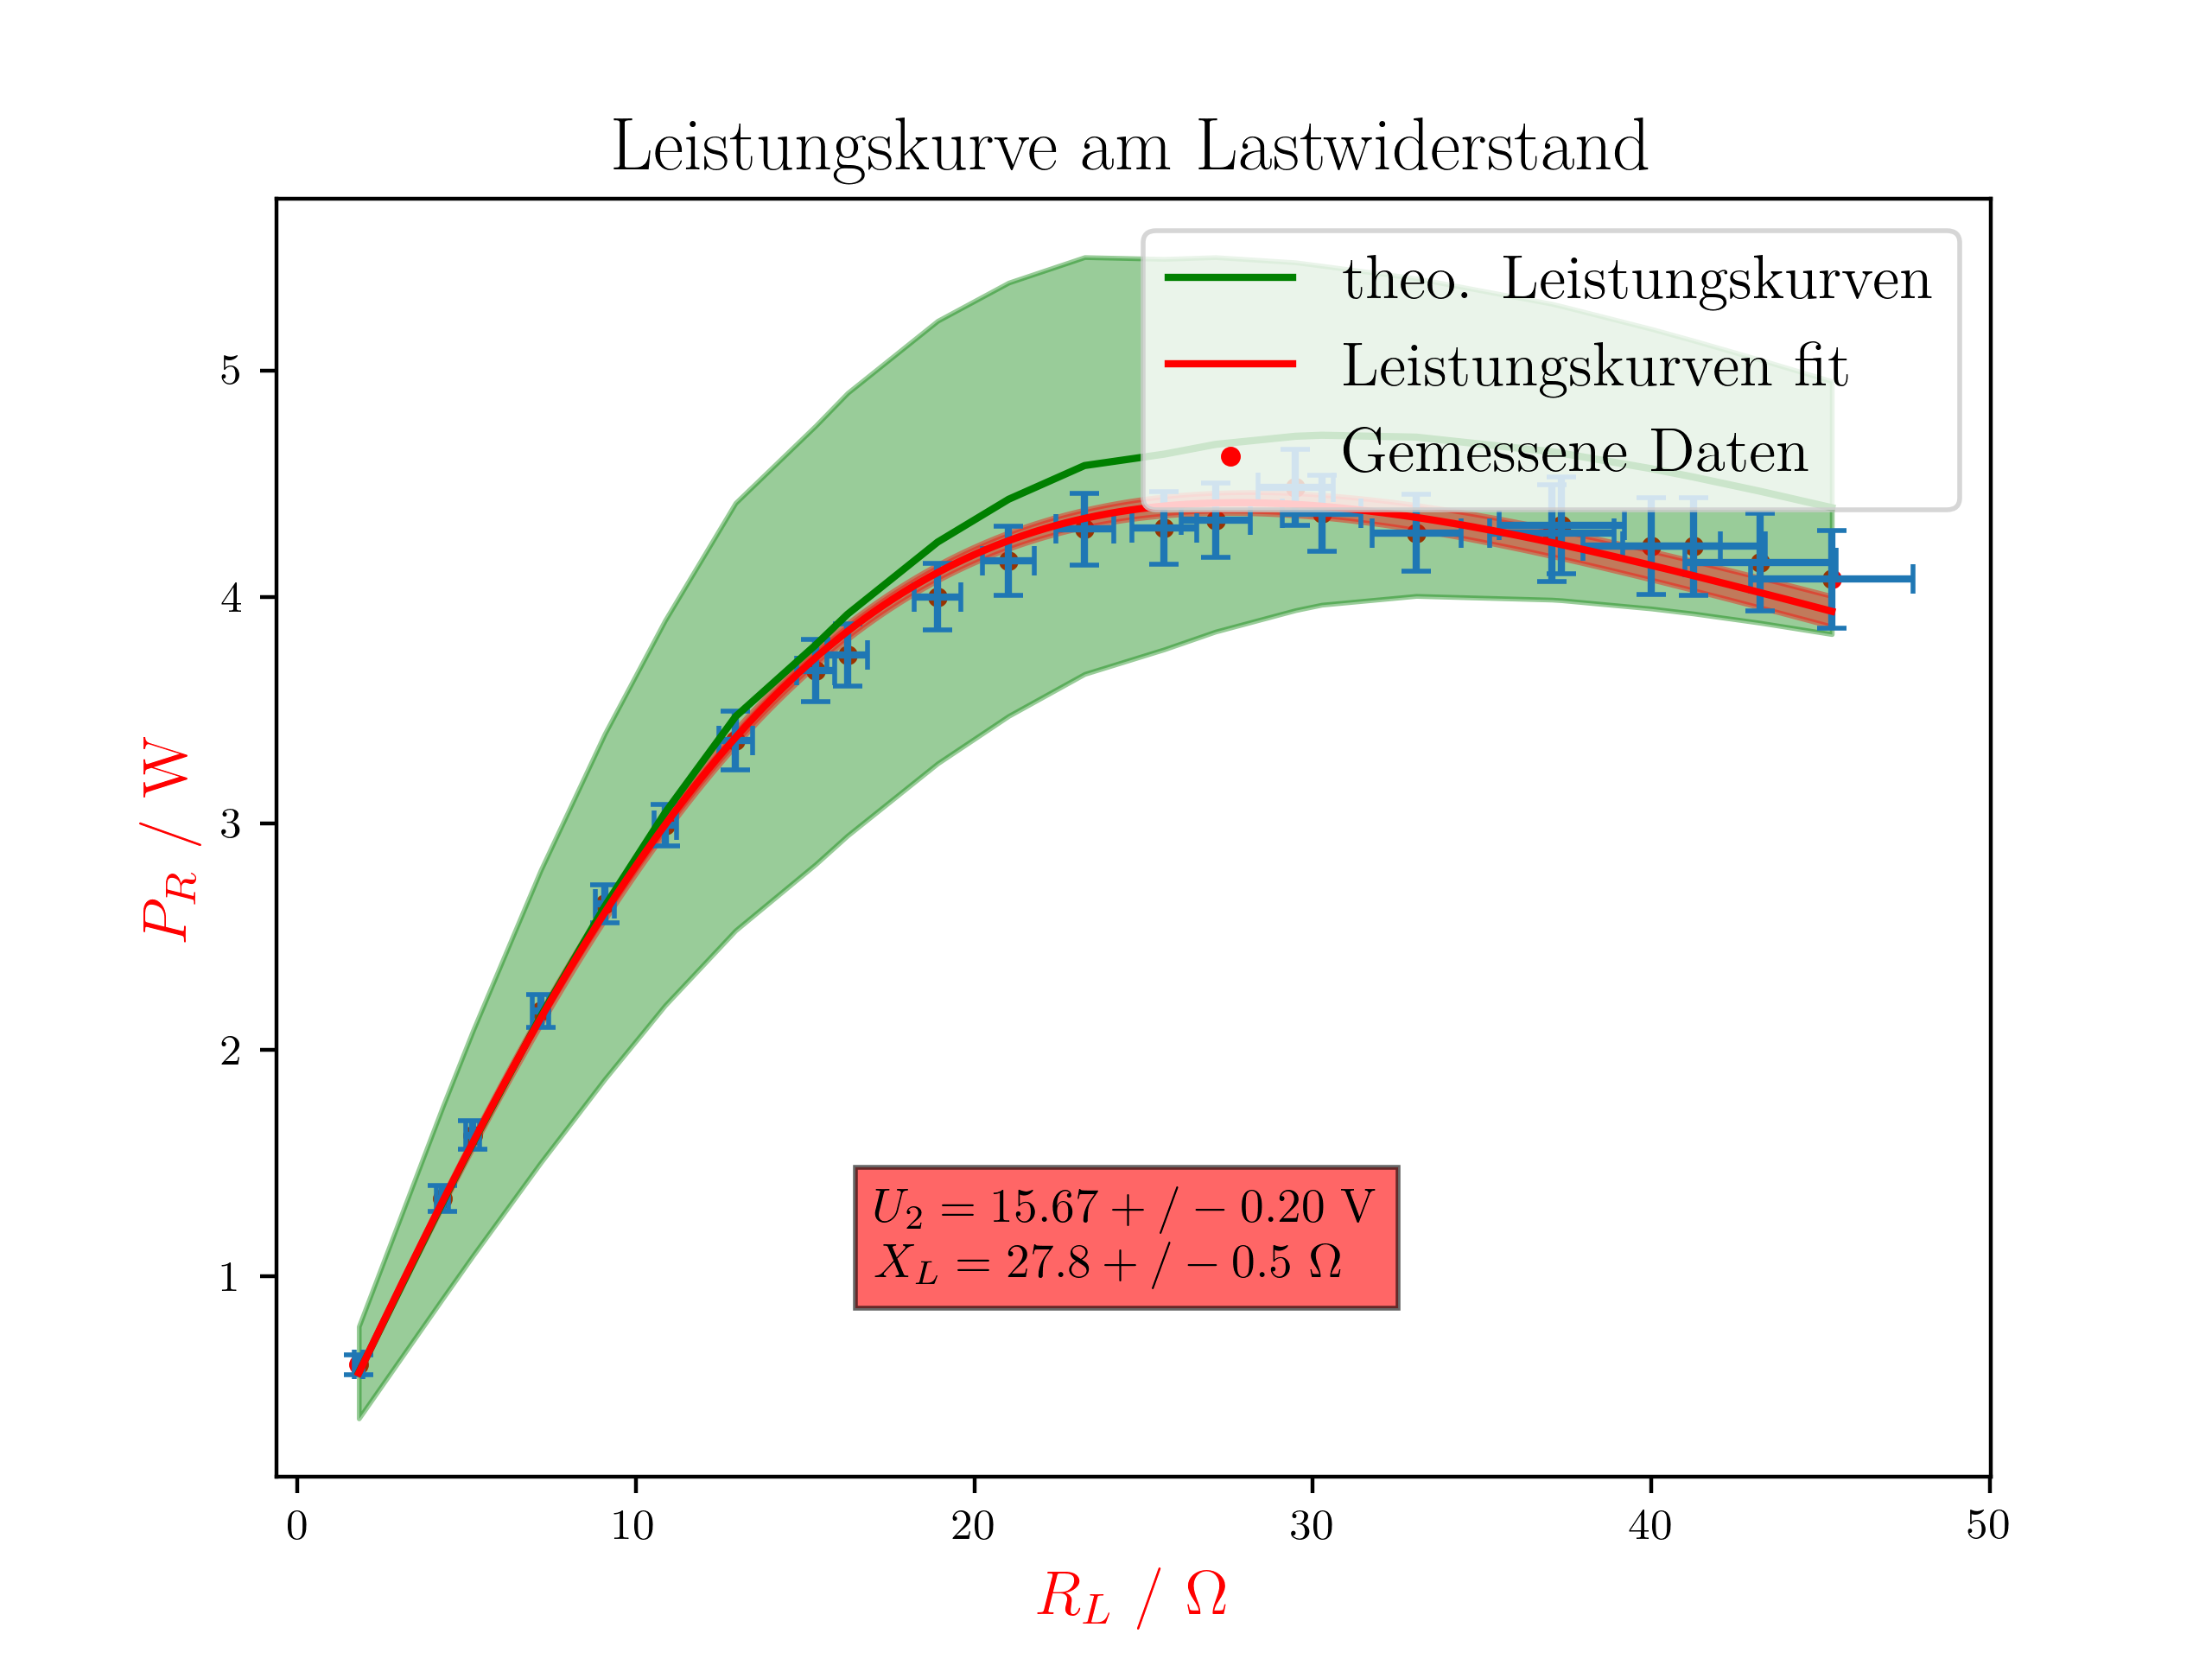 Leistungskurve am Lastwiderstand
theo. Leistungskurven
Leistungskurven fit
Gemessene Daten
5
4
3
2
1
P_R / W
U_2 = 15.67 + / − 0.20 V
X_L = 27.8 + / − 0.5 Ω
0 10 20 30 40 50
R_L / Ω